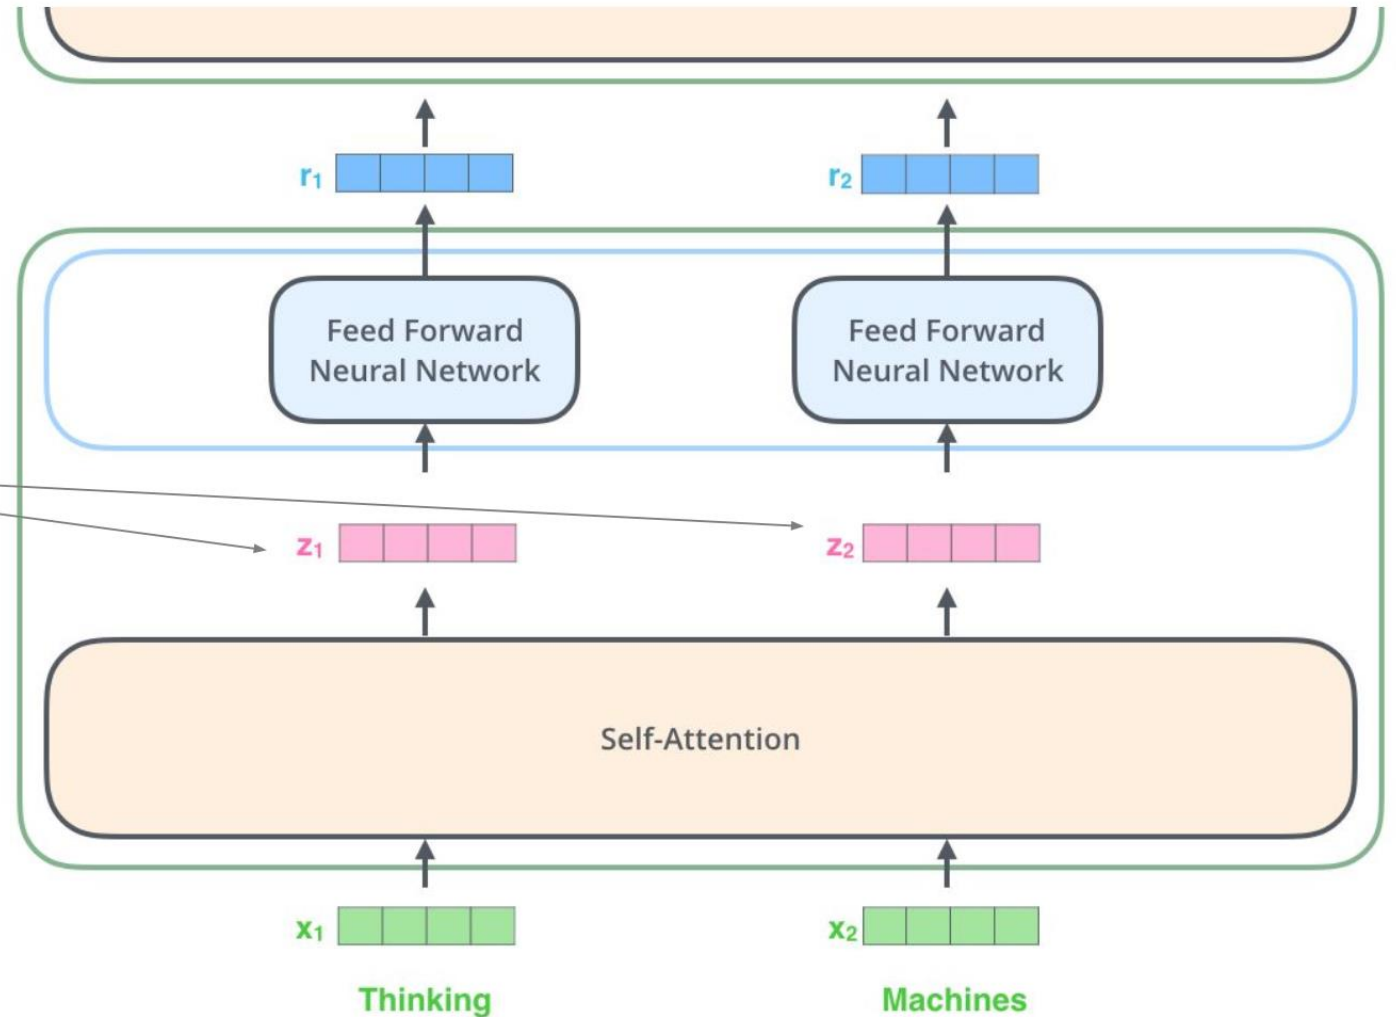 r₁
r₂
Feed Forward
Neural Network
Feed Forward
Neural Network
z₁
z₂
Self-Attention
x₁
x₂
Thinking
Machines